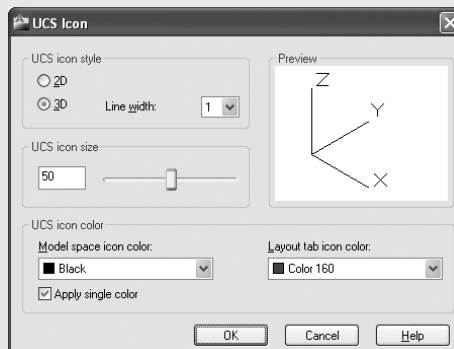 UCS Icon
UCS icon style
2D
3D
Line width:
1
Preview
Z
Y
X
UCS icon size
50
UCS icon color
Model space icon color:
Black
Apply single color
Layout tab icon color:
Color 160
OK
Cancel
Help